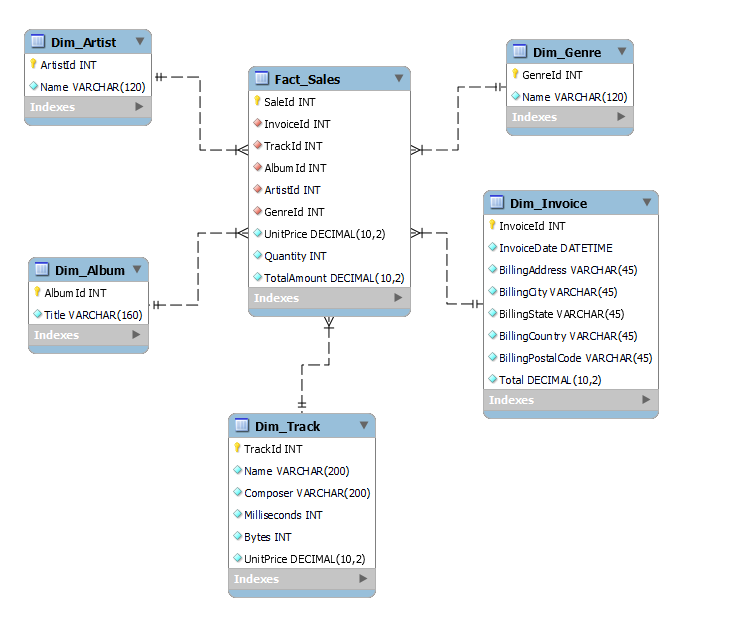 Dim_Artist
ArtistId INT
Name VARCHAR(120)
Indexes
Fact_Sales
SaleId INT
InvoiceId INT
TrackId INT
AlbumId INT
ArtistId INT
GenreId INT
UnitPrice DECIMAL(10,2)
Quantity INT
TotalAmount DECIMAL(10,2)
Indexes
Dim_Genre
GenreId INT
Name VARCHAR(120)
Indexes
Dim_Invoice
InvoiceId INT
InvoiceDate DATETIME
BillingAddress VARCHAR(45)
BillingCity VARCHAR(45)
BillingState VARCHAR(45)
BillingCountry VARCHAR(45)
BillingPostalCode VARCHAR(45)
Total DECIMAL(10,2)
Indexes
Dim_Album
AlbumId INT
Title VARCHAR(160)
Indexes
Dim_Track
TrackId INT
Name VARCHAR(200)
Composer VARCHAR(200)
Milliseconds INT
Bytes INT
UnitPrice DECIMAL(10,2)
Indexes